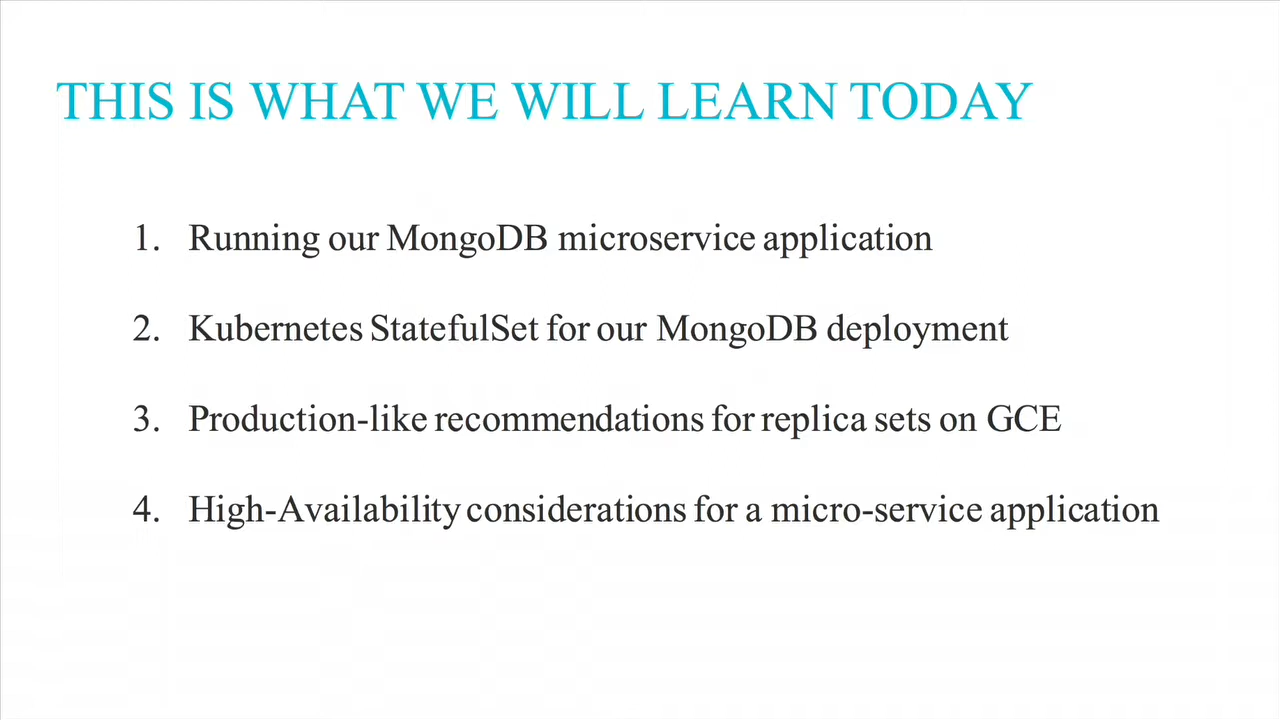 THIS IS WHAT WE WILL LEARN TODAY
1. Running our MongoDB microservice application
2. Kubernetes StatefulSet for our MongoDB deployment
3. Production-like recommendations for replica sets on GCE
4. High-Availability considerations for a micro-service application